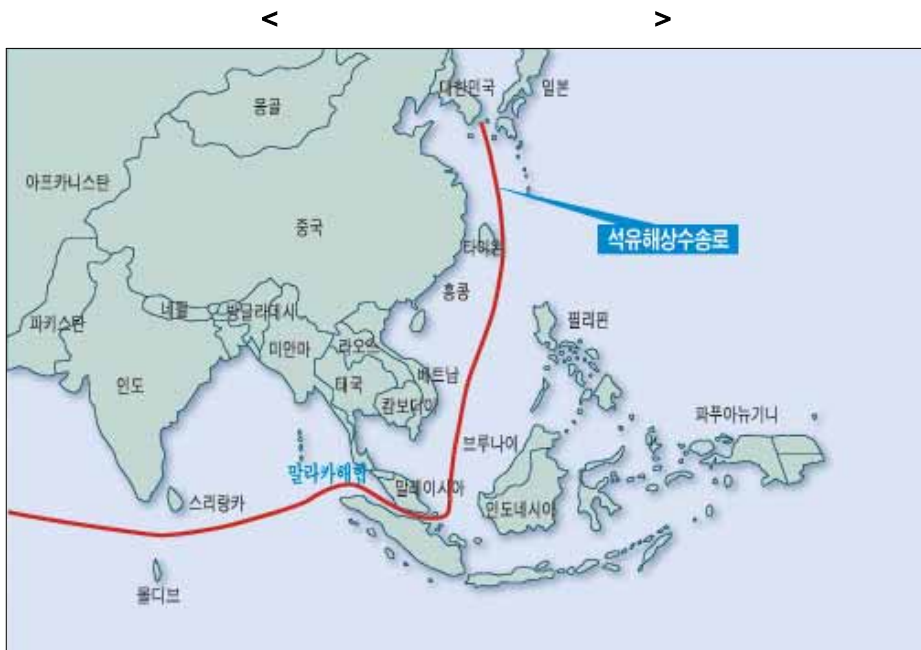 < >
대한민국
일본
몽골
아프카니스탄
중국
석유해상수송로
타이완
홍콩
네팔
방글라데시
파키스탄
미얀마
라오스
필리핀
베트남
인도
태국
캄보디아
파푸아뉴기니
브루나이
말라카해협
말레이시아
스리랑카
인도네시아
몰디브